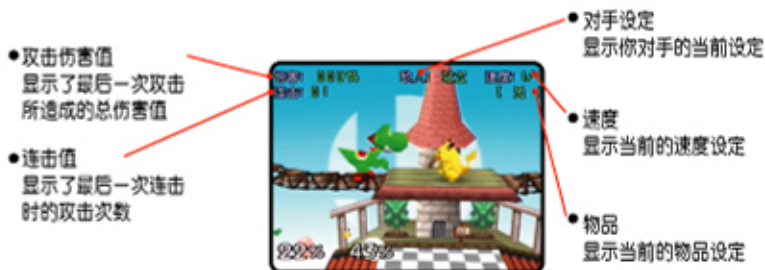 攻击伤害值
显示了最后一次攻击
所造成的总伤害值
连击值
显示了最后一次连击
时的攻击次数
对手设定
显示你对手的当前设定
速度
显示当前的速度设定
物品
显示当前的物品设定
22% 43%